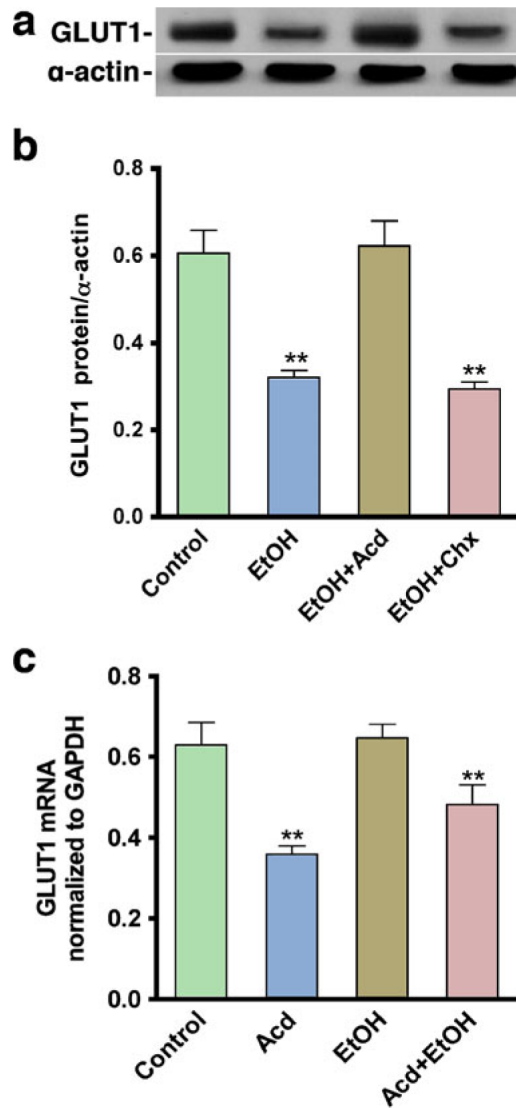 a
GLUT1-
α-actin-
b
GLUT1 protein/α-actin
0.8
0.6
0.4
0.2
0.0
**
**
Control
EtOH
EtOH+Acd
EtOH+Chx
c
GLUT1 mRNA
normalized to GAPDH
0.8
0.6
0.4
0.2
0.0
**
**
Control
Acd
EtOH
Acd+EtOH